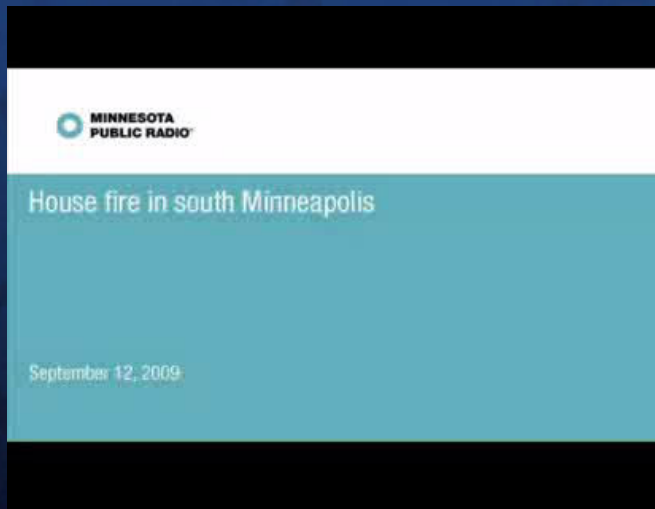 MINNESOTA
PUBLIC RADIO
House fire in south Minneapolis
September 12, 2009